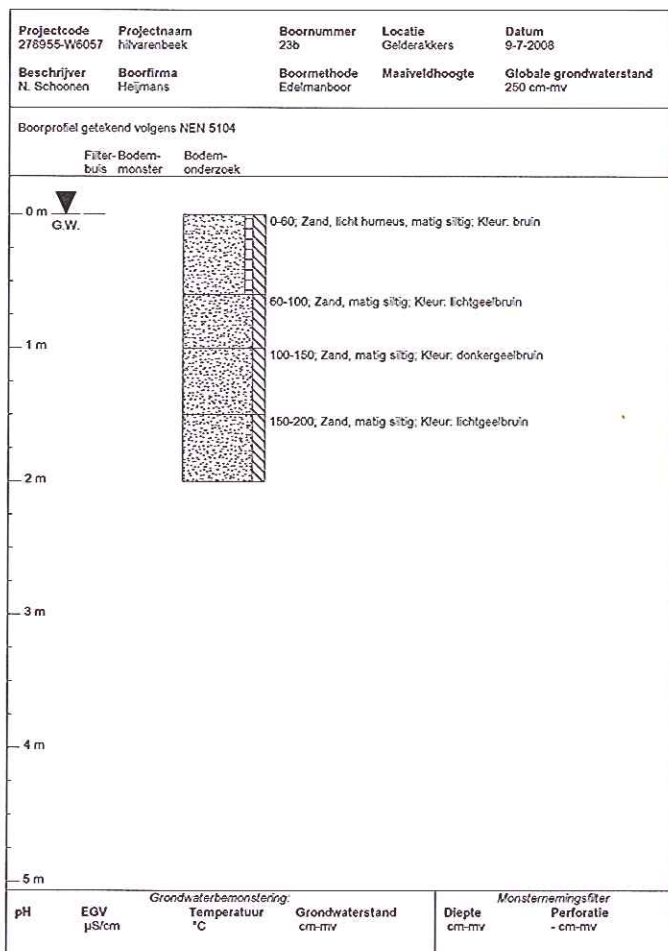 Projectcode Projectnaam Boornummer Locatie Datum
276955-W6057 hilvarenbeek 23b Gelderakkers 9-7-2008
Beschrijver Boorfirma Boormethode Maaiveldhoogte Globale grondwaterstand
N. Schoonen Heijmans Edelmanboor 250 cm-mv
Boorprofiel getekend volgens NEN 5104
Filter- Bodem- Bodem-
buis monster onderzoek
0 m
G.W.
0-60; Zand, licht humeus, matig siltig; Kleur: bruin
60-100; Zand, matig siltig; Kleur: lichtgeelbruin
1 m
100-150; Zand, matig siltig; Kleur: donkergeelbruin
150-200; Zand, matig siltig; Kleur: lichtgeelbruin
2 m
3 m
4 m
5 m
Grondwaterbemonstering: Monsternemingsfilter
pH EGV Temperatuur Grondwaterstand Diepte Perforatie
µS/cm °C cm-mv cm-mv - cm-mv